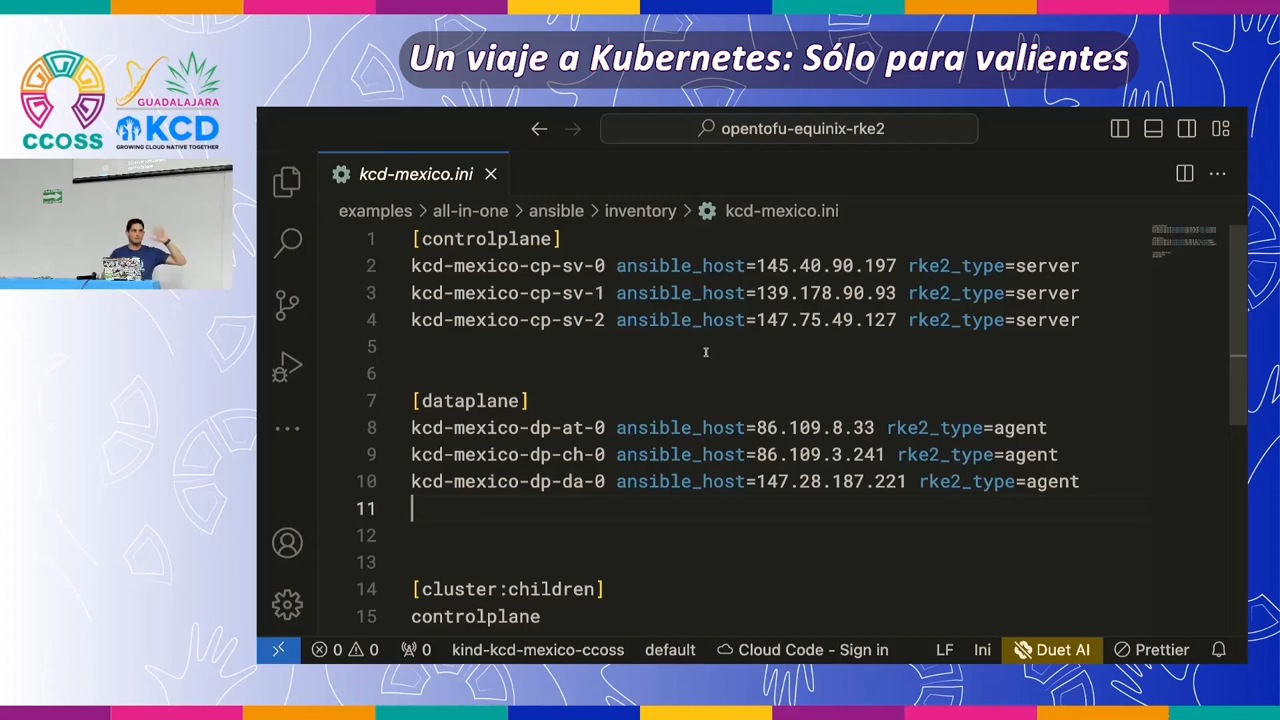 Un viaje a Kubernetes: Sólo para valientes
CCOSS
GUADALAJARA
KCD
GROWING CLOUD NATIVE TOGETHER
opentofu-equinix-rke2
kcd-mexico.ini
examples > all-in-one > ansible > inventory > kcd-mexico.ini
1 [controlplane]
2 kcd-mexico-cp-sv-0 ansible_host=145.40.90.197 rke2_type=server
3 kcd-mexico-cp-sv-1 ansible_host=139.178.90.93 rke2_type=server
4 kcd-mexico-cp-sv-2 ansible_host=147.75.49.127 rke2_type=server
5
6
7 [dataplane]
8 kcd-mexico-dp-at-0 ansible_host=86.109.8.33 rke2_type=agent
9 kcd-mexico-dp-ch-0 ansible_host=86.109.3.241 rke2_type=agent
10 kcd-mexico-dp-da-0 ansible_host=147.28.187.221 rke2_type=agent
11
12
13
14 [cluster:children]
15 controlplane
0 0 0 kind-kcd-mexico-ccoss default Cloud Code - Sign in LF Ini Duet AI Prettier